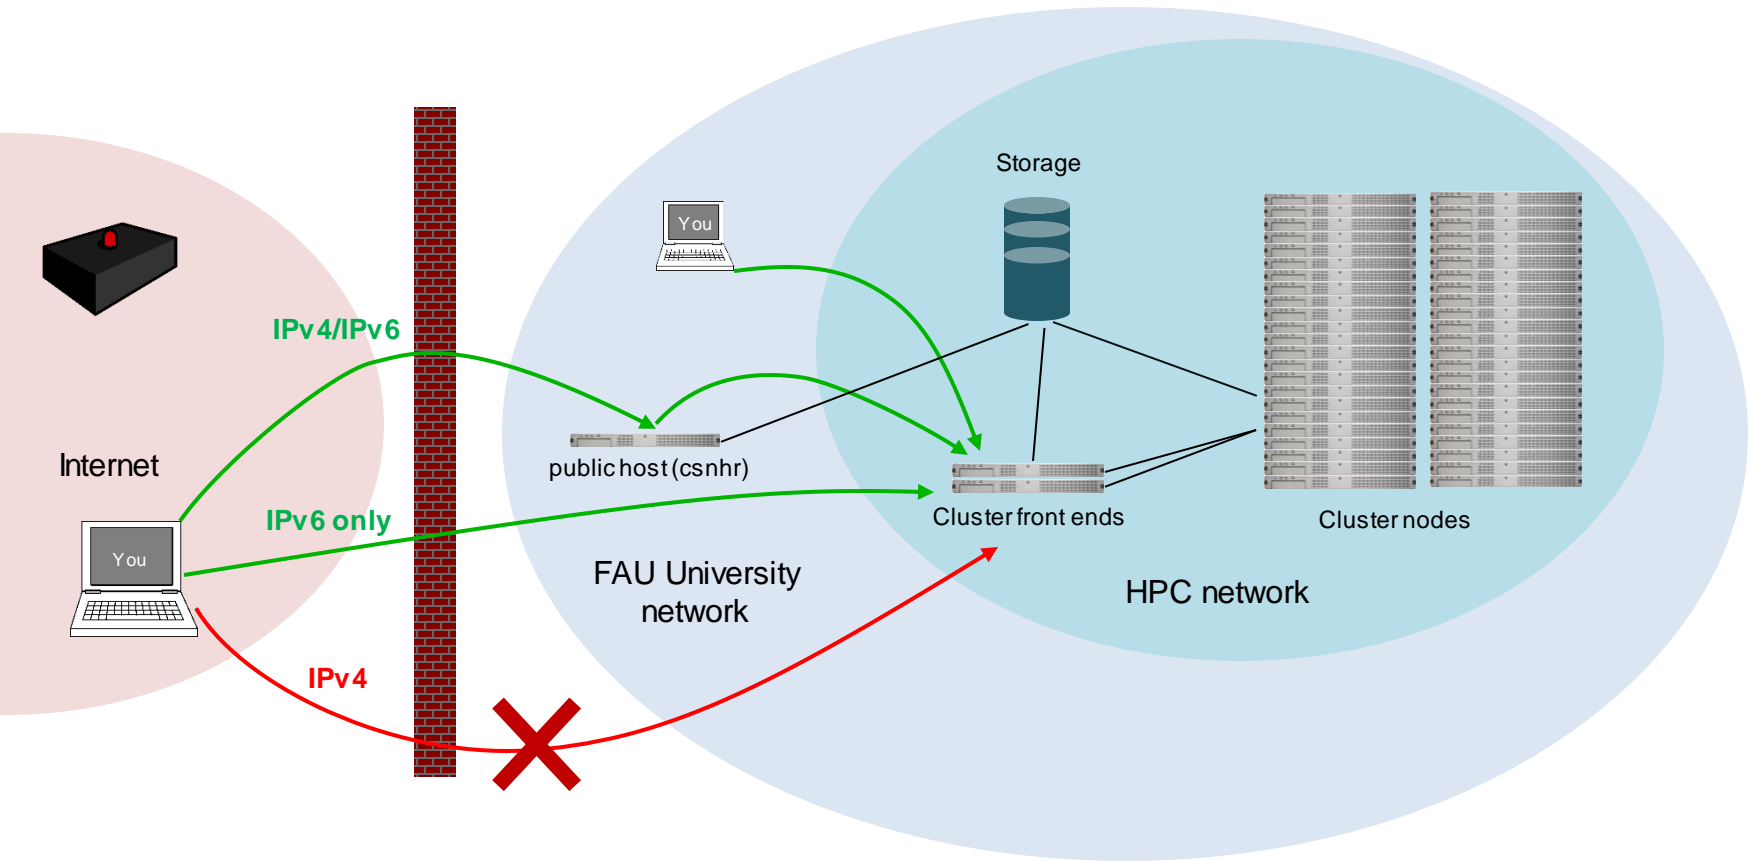 Storage
You
IPv4/IPv6
Internet
public host (csnhr)
IPv6 only
Cluster front ends
Cluster nodes
You
FAU University
network
HPC network
IPv4